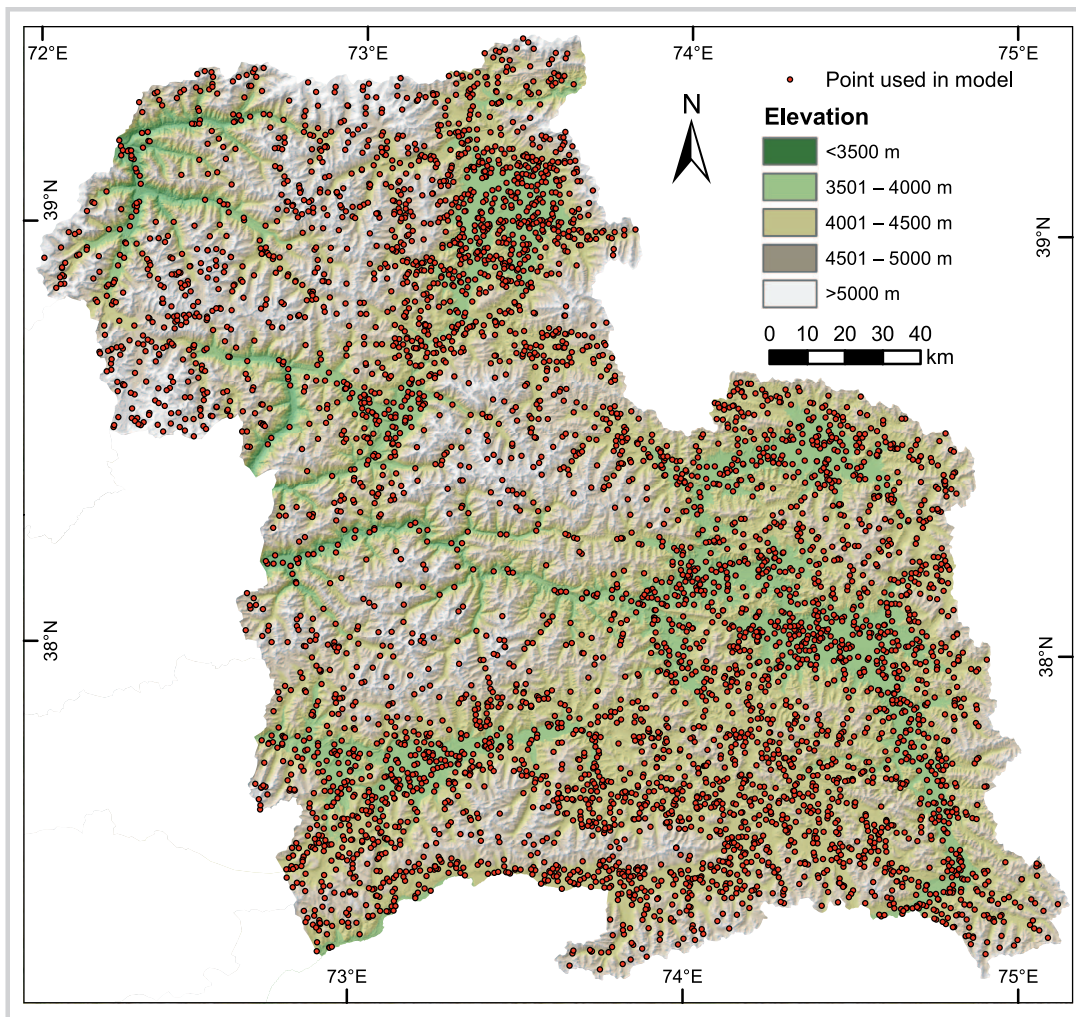 72°E 73°E 74°E 75°E
Point used in model
N
Elevation
<3500 m
3501 – 4000 m
4001 – 4500 m
4501 – 5000 m
>5000 m
0 10 20 30 40
km
39°N 39°N
38°N 38°N
73°E 74°E 75°E